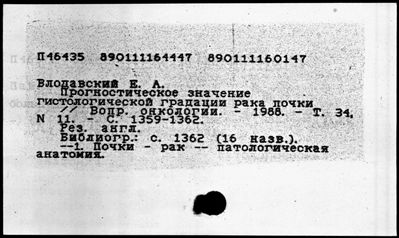 П46435 890111164447 890111160147
Влодавский Е. А.
Прогностическое значение
гистологической градации рака почки
// Вопр. онкологии. - 1988. - Т. 34,
N 11. - С. 1359-1362.
Рез. англ.
Библиогр.: с. 1362 (16 назв.).
--1. Почки - рак -- патологическая
анатомия.